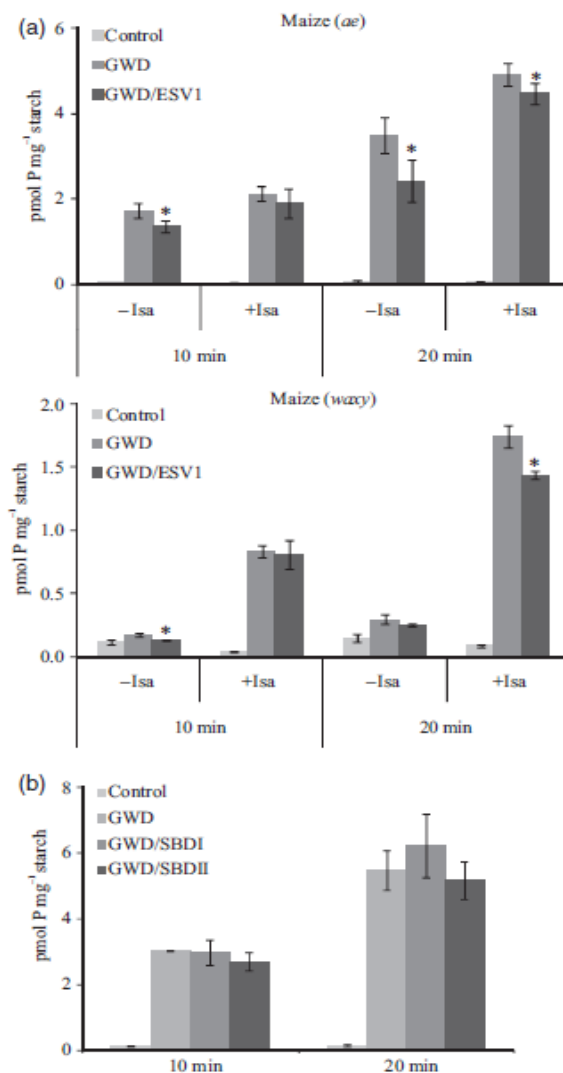 (a)
Maize (ae)
Control
GWD
GWD/ESV1
pmol P mg⁻¹ starch
6
4
2
0
*
*
*
–Isa +Isa –Isa +Isa
10 min 20 min
Maize (waxy)
Control
GWD
GWD/ESV1
pmol P mg⁻¹ starch
2.0
1.5
1.0
0.5
0.0
*
*
–Isa +Isa –Isa +Isa
10 min 20 min
(b)
Control
GWD
GWD/SBDI
GWD/SBDII
pmol P mg⁻¹ starch
8
6
4
2
0
10 min 20 min